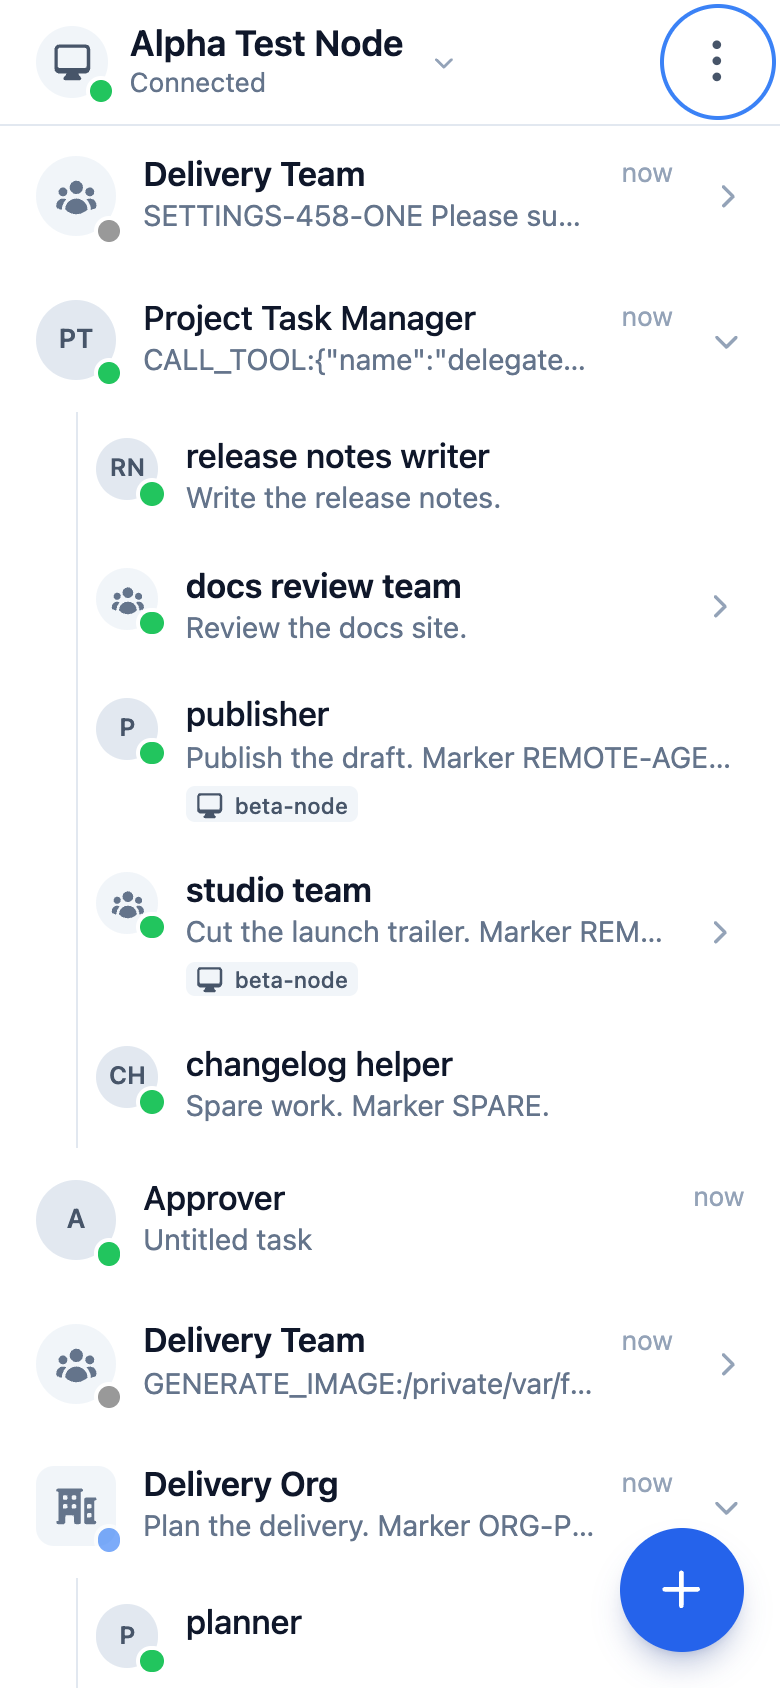 Alpha Test Node
Connected
Delivery Team
now
SETTINGS-458-ONE Please su...
PT
Project Task Manager
now
CALL_TOOL:{"name":"delegate...
RN
release notes writer
Write the release notes.
docs review team
Review the docs site.
P
publisher
Publish the draft. Marker REMOTE-AGE...
beta-node
studio team
Cut the launch trailer. Marker REM...
beta-node
CH
changelog helper
Spare work. Marker SPARE.
A
Approver
now
Untitled task
Delivery Team
now
GENERATE_IMAGE:/private/var/f...
Delivery Org
now
Plan the delivery. Marker ORG-P...
P
planner